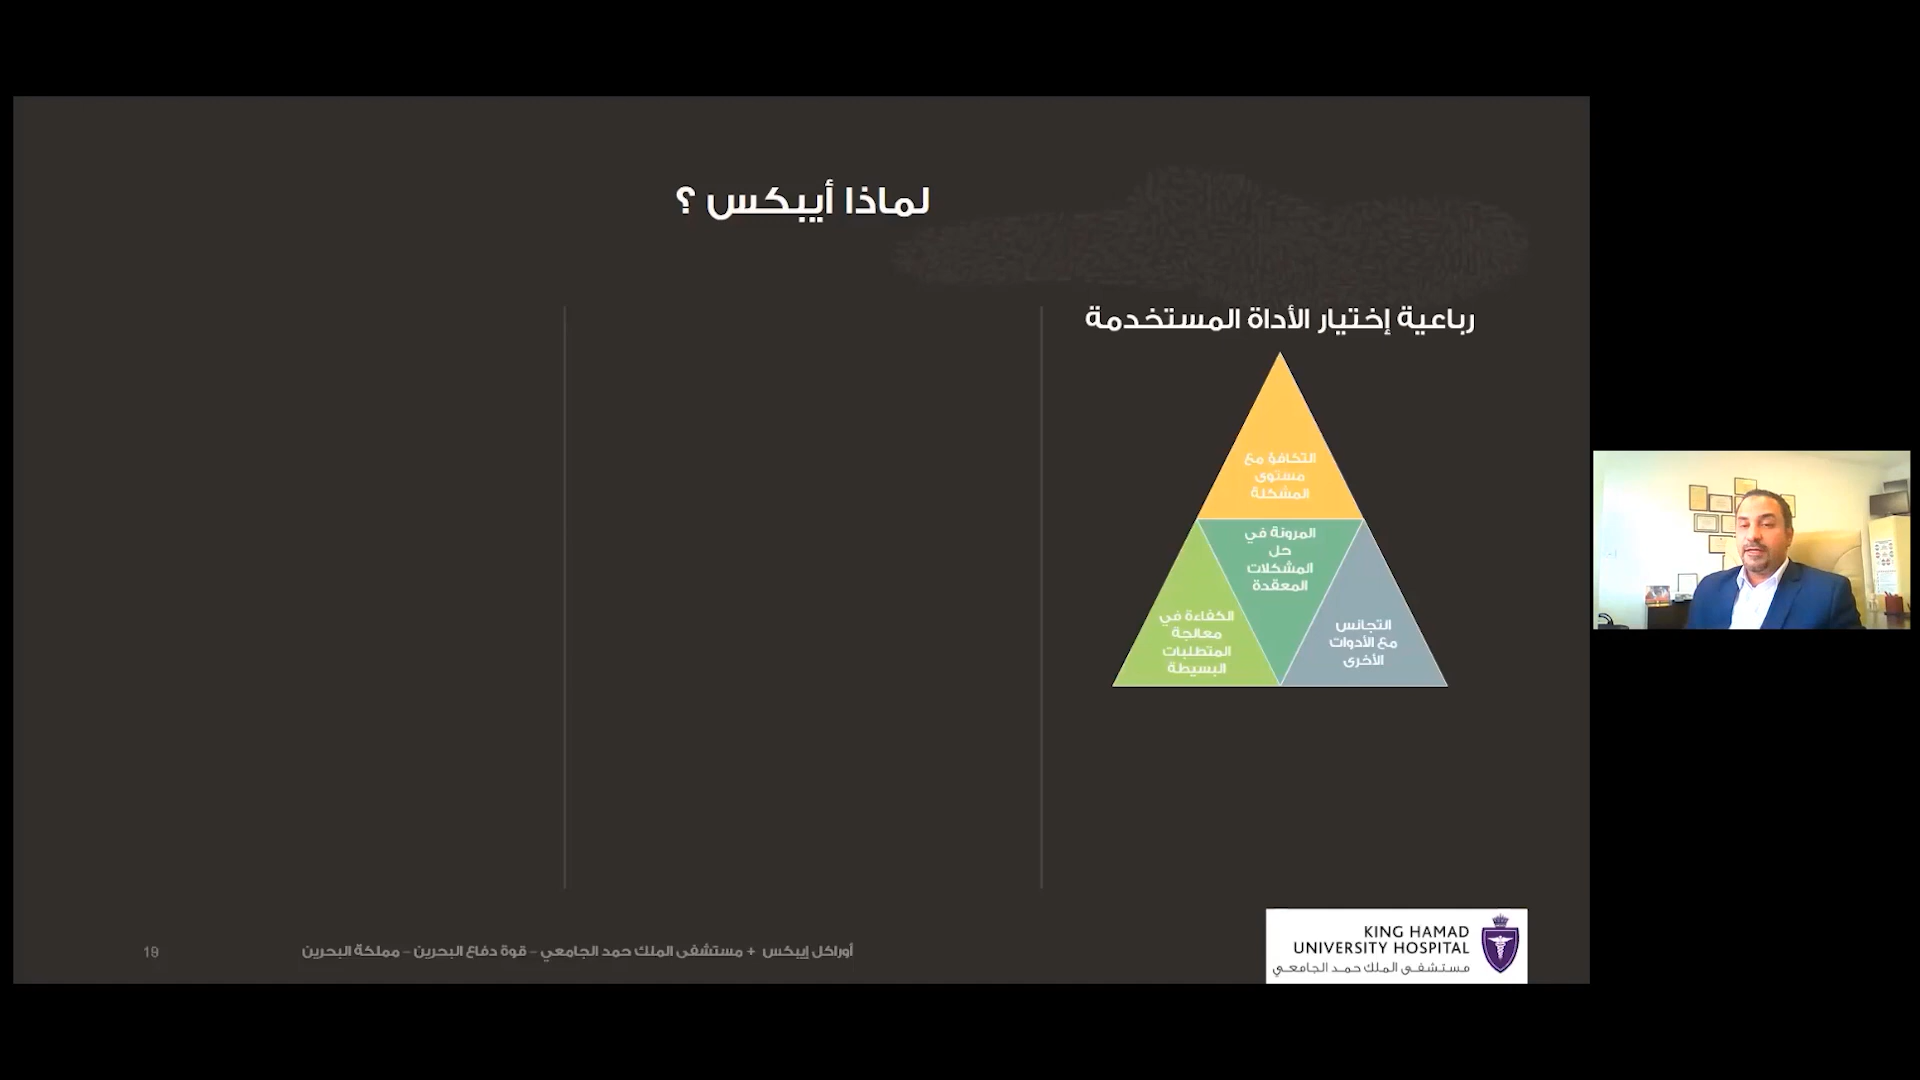 لماذا أيبكس ؟
رباعية إختيار الأداة المستخدمة
التكافؤ مع
مستوى
المشكلة
المرونة في
حل
المشكلات
المعقدة
التجانس
مع الأدوات
الأخرى
الكفاءة في
معالجة
المتطلبات
البسيطة
KING HAMAD
UNIVERSITY HOSPITAL
مستشفى الملك حمد الجامعي
أوراكل إيبكس + مستشفى الملك حمد الجامعي – قوة دفاع البحرين – مملكة البحرين
19